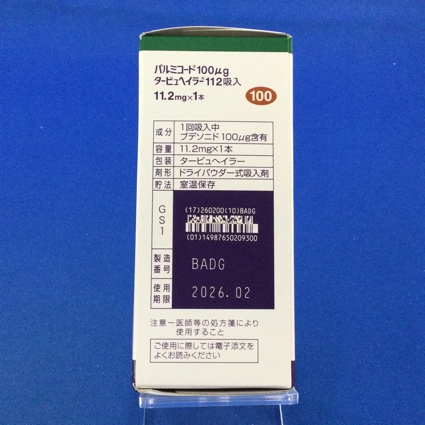 パルミコート100μg
タービュヘイラー112吸入
11.2mg×1本
100
成分 1回吸入中
ブデソニド100μg含有
容量 11.2mg×1本
包装 タービュヘイラー
剤形 ドライパウダー式吸入剤
貯法 室温保存
GS1
(17)260200(10)BADG
(01)14987650209300
製造番号 BADG
使用期限 2026.02
注意－医師等の処方箋により
使用すること
ご使用に際しては電子添文を
よくお読みください